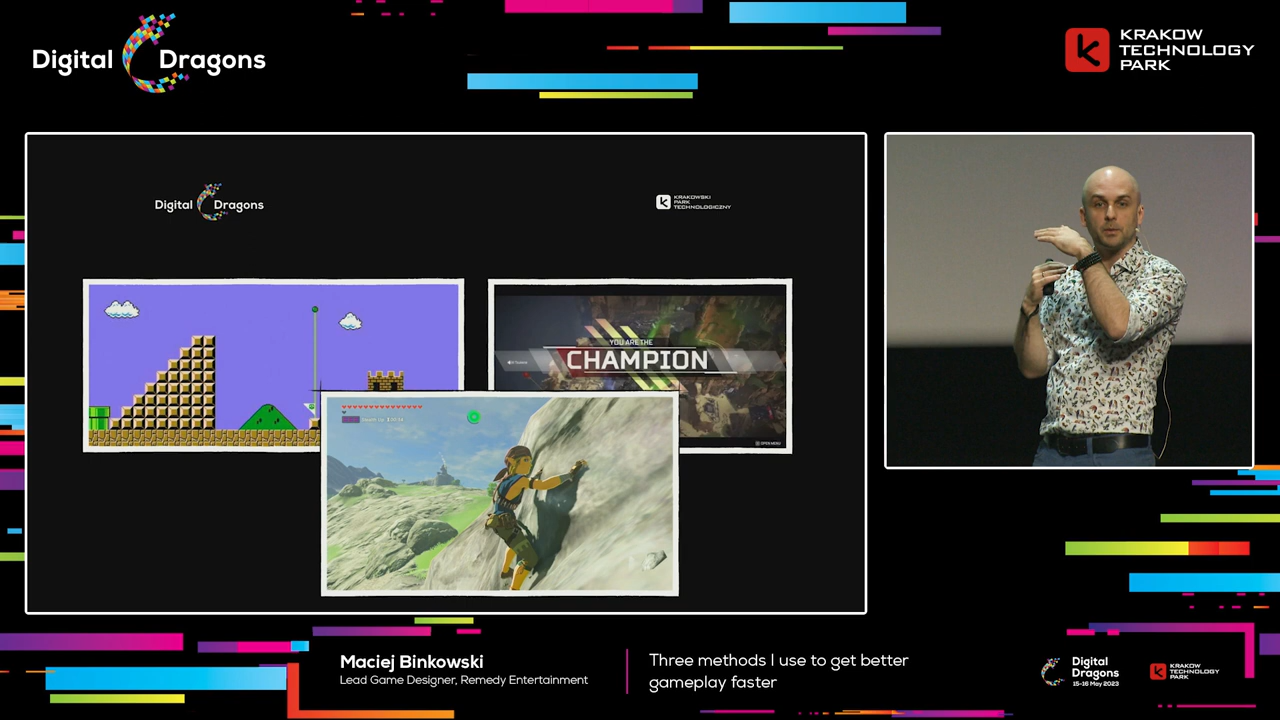 Digital Dragons
KRAKOW
TECHNOLOGY
PARK
Digital Dragons
KRAKOWSKI
PARK
TECHNOLOGICZNY
YOU ARE THE
CHAMPION
OPEN MENU
Maciej Binkowski
Lead Game Designer, Remedy Entertainment
Three methods I use to get better
gameplay faster
Digital
Dragons
15-16 May 2023
KRAKOW
TECHNOLOGY
PARK